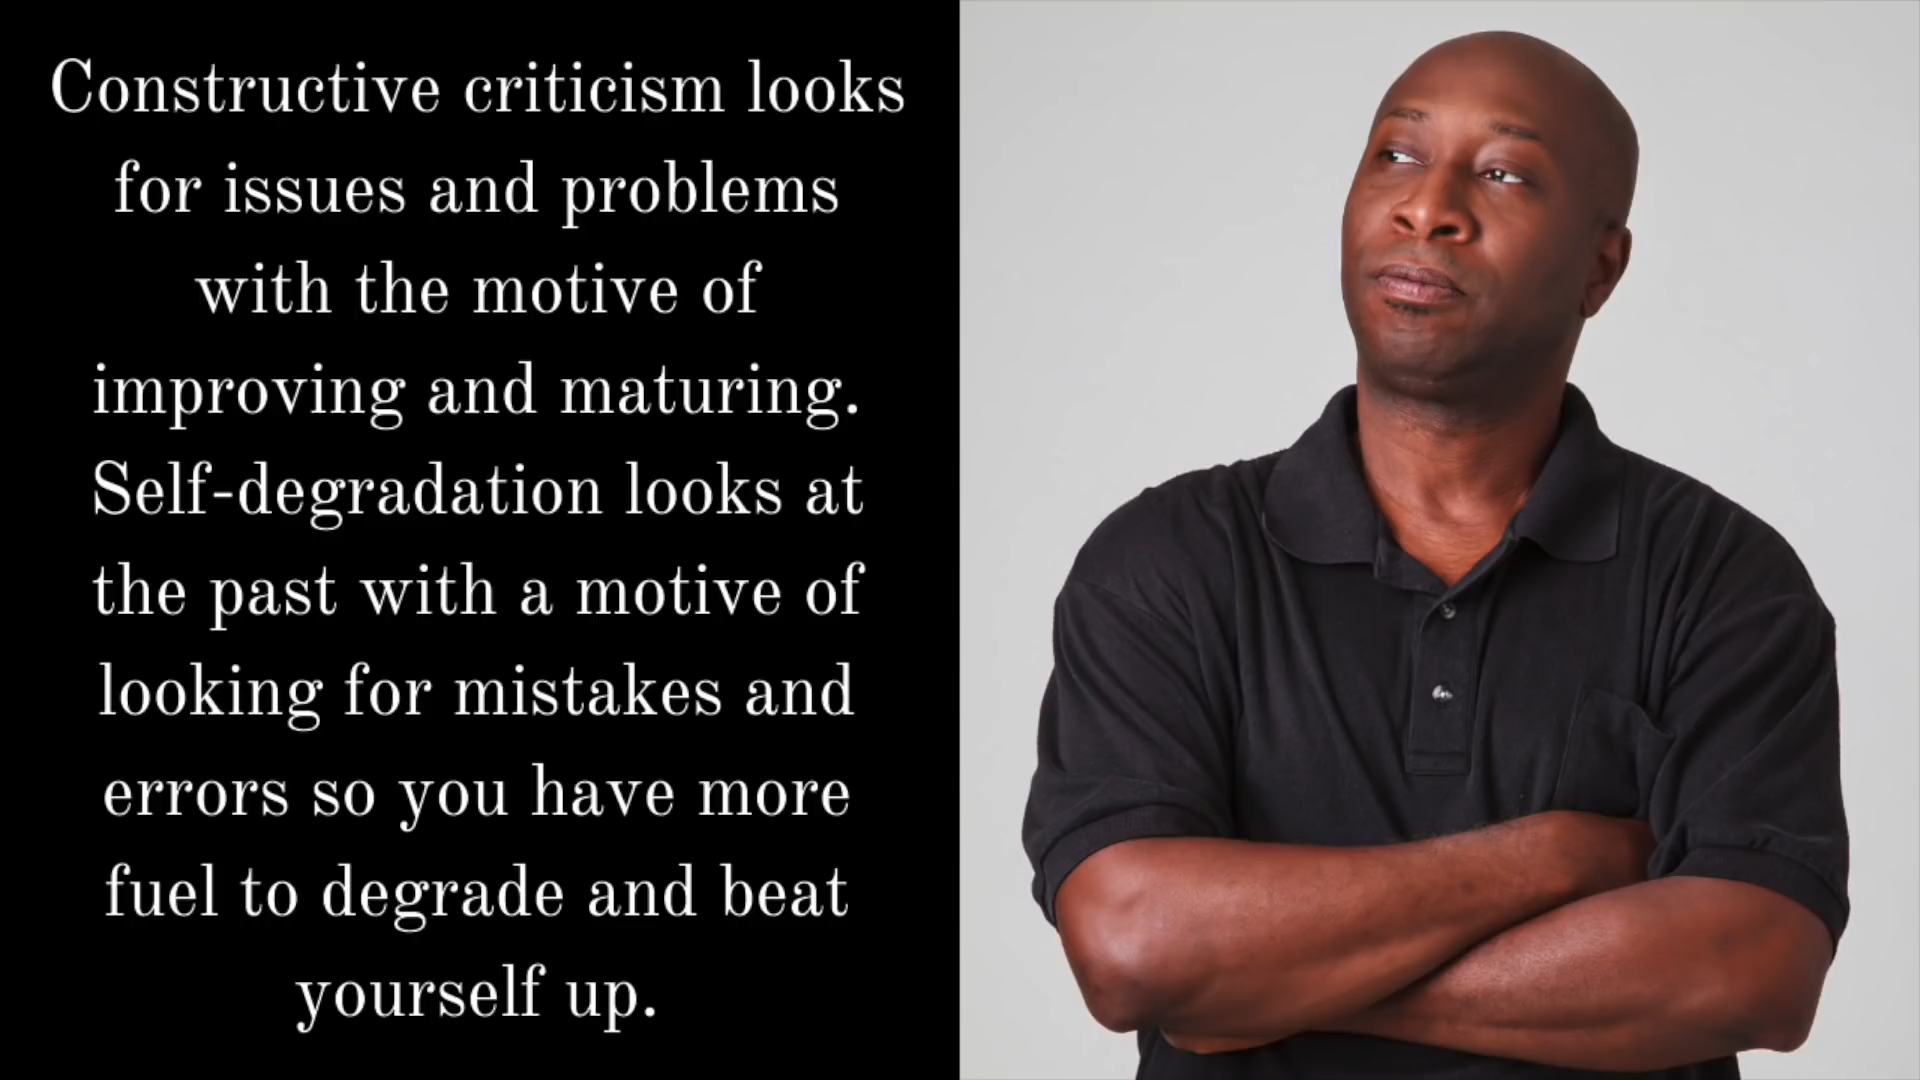 Constructive criticism looks
for issues and problems
with the motive of
improving and maturing.
Self-degradation looks at
the past with a motive of
looking for mistakes and
errors so you have more
fuel to degrade and beat
yourself up.